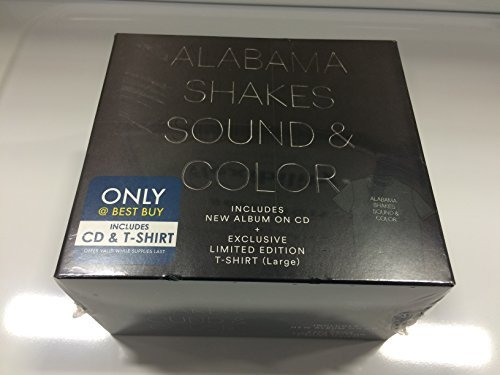 ALABAMA
SHAKES
SOUND &
COLOR
INCLUDES
NEW ALBUM ON CD
+
EXCLUSIVE
LIMITED EDITION
T-SHIRT (Large)
ONLY
@ BEST BUY
INCLUDES
CD & T-SHIRT
OFFER VALID WHILE SUPPLIES LAST
ALABAMA
SHAKES
SOUND &
COLOR